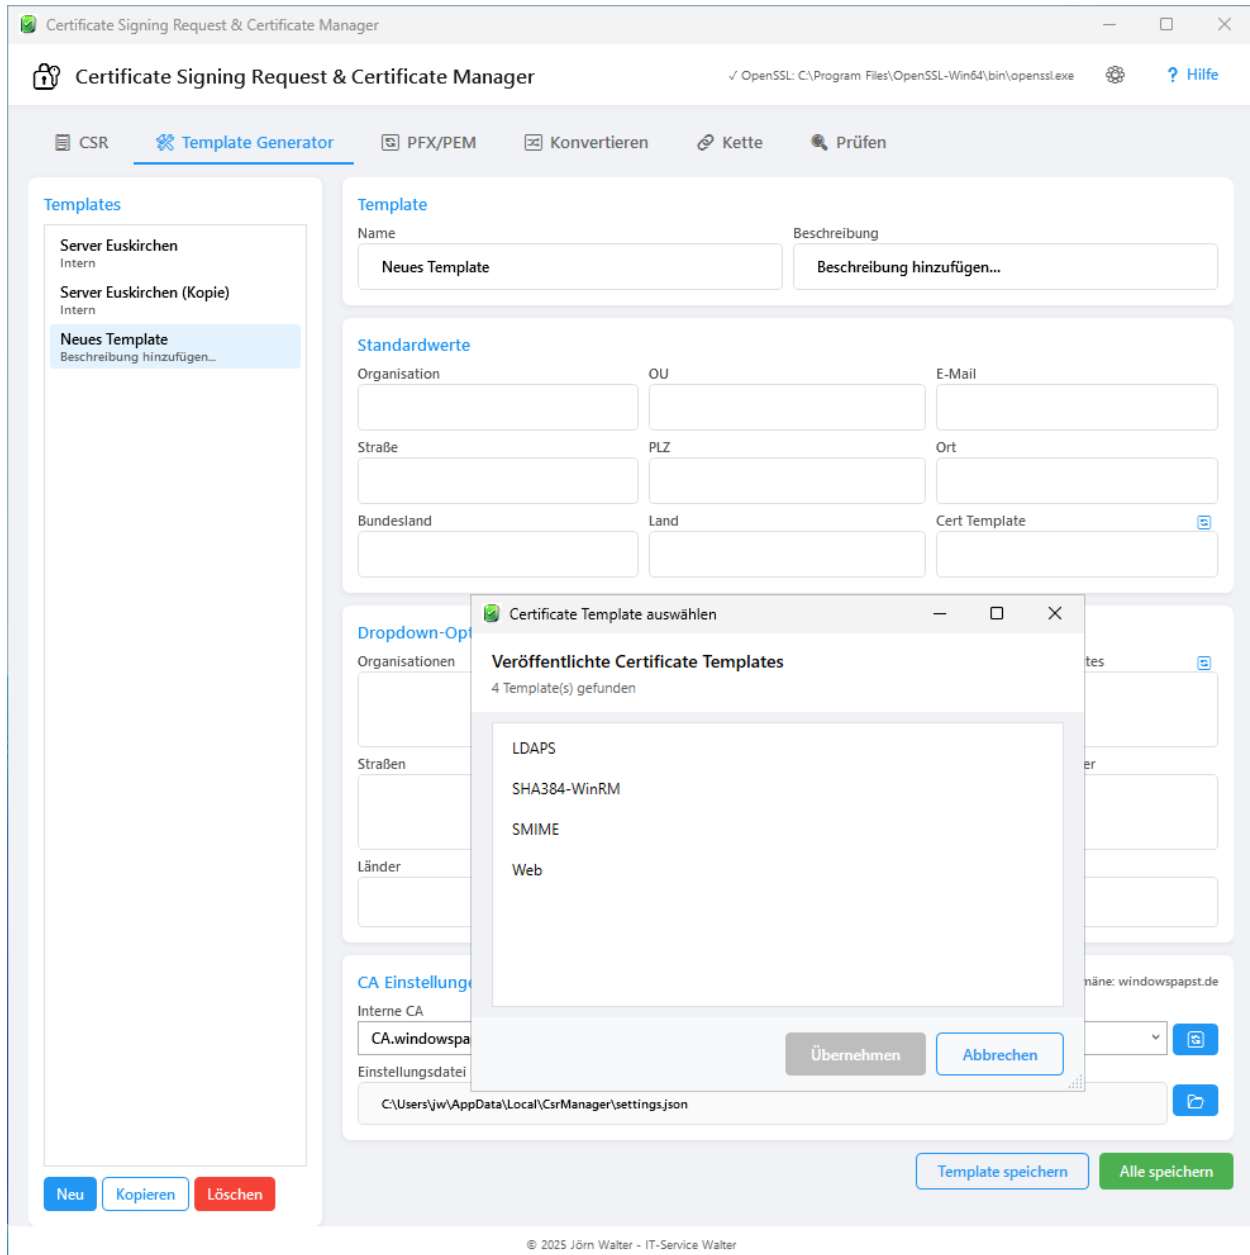 Certificate Signing Request & Certificate Manager
Certificate Signing Request & Certificate Manager
✓ OpenSSL: C:\Program Files\OpenSSL-Win64\bin\openssl.exe
? Hilfe
CSR
Template Generator
PFX/PEM
Konvertieren
Kette
Prüfen
Templates
Server Euskirchen
Intern
Server Euskirchen (Kopie)
Intern
Neues Template
Beschreibung hinzufügen...
Neu
Kopieren
Löschen
Template
Name
Beschreibung
Neues Template
Beschreibung hinzufügen...
Standardwerte
Organisation
OU
E-Mail
Straße
PLZ
Ort
Bundesland
Land
Cert Template
Dropdown-Opt
Organisationen
tes
Straßen
er
Länder
CA Einstellunge
näne: windowspapst.de
Interne CA
CA.windowspa
Einstellungsdatei
C:\Users\jw\AppData\Local\CsrManager\settings.json
Certificate Template auswählen
Veröffentlichte Certificate Templates
4 Template(s) gefunden
LDAPS
SHA384-WinRM
SMIME
Web
Übernehmen
Abbrechen
Template speichern
Alle speichern
© 2025 Jörn Walter - IT-Service Walter